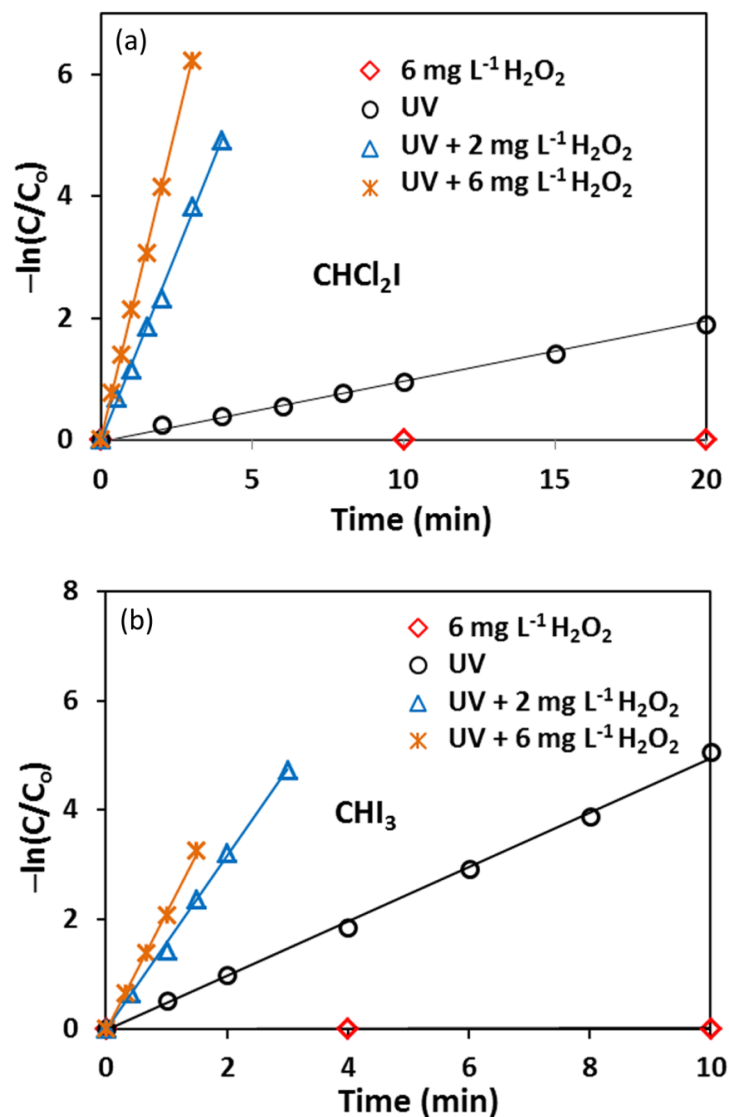 (a)
6 mg L⁻¹ H₂O₂
UV
UV + 2 mg L⁻¹ H₂O₂
UV + 6 mg L⁻¹ H₂O₂
CHCl₂I
−ln(C/Cₒ)
6
4
2
0
0 5 10 15 20
Time (min)
(b)
6 mg L⁻¹ H₂O₂
UV
UV + 2 mg L⁻¹ H₂O₂
UV + 6 mg L⁻¹ H₂O₂
CHI₃
−ln(C/Cₒ)
8
6
4
2
0
0 2 4 6 8 10
Time (min)